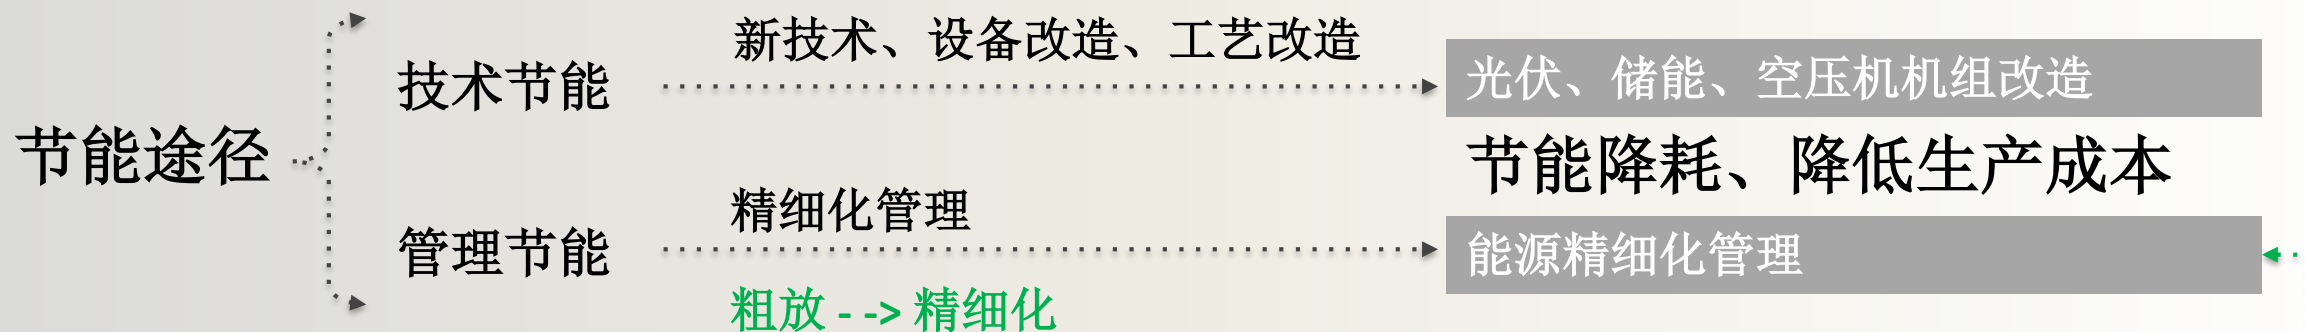 节能途径
技术节能
新技术、设备改造、工艺改造
光伏、储能、空压机机组改造
节能降耗、降低生产成本
管理节能
精细化管理
粗放 - -> 精细化
能源精细化管理